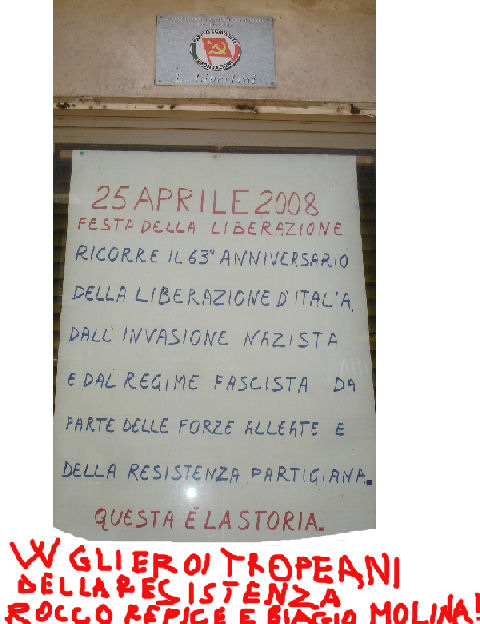 L. Libertini
25 APRILE 2008
FESTA DELLA LIBERAZIONE
RICORRE IL 63° ANNIVERSARIO
DELLA LIBERAZIONE D'ITAL'A
DALL'INVASIONE NAZISTA
E DAL REGIME FASCISTA DA
PARTE DELLE FORZE ALLEATE E
DELLA RESISTENZA PARTIGIANA.
QUESTA È LA STORIA.
W GLI EROI TROPEANI
DELLA RESISTENZA
ROCCO REPICE E BIAGIO MOLINA!